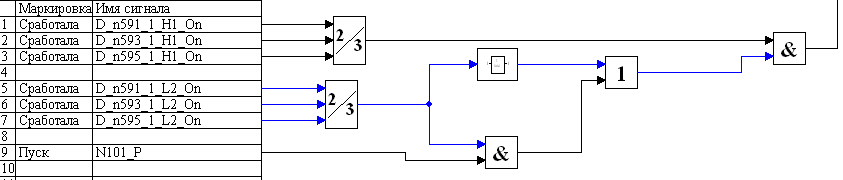 Маркировка Имя сигнала
1 Сработала D_n591_1_H1_On
2 Сработала D_n593_1_H1_On
3 Сработала D_n595_1_H1_On
2/3
&
4
1
5 Сработала D_n591_1_L2_On
6 Сработала D_n593_1_L2_On
7 Сработала D_n595_1_L2_On
2/3
8
9 Пуск N101_P
&
10